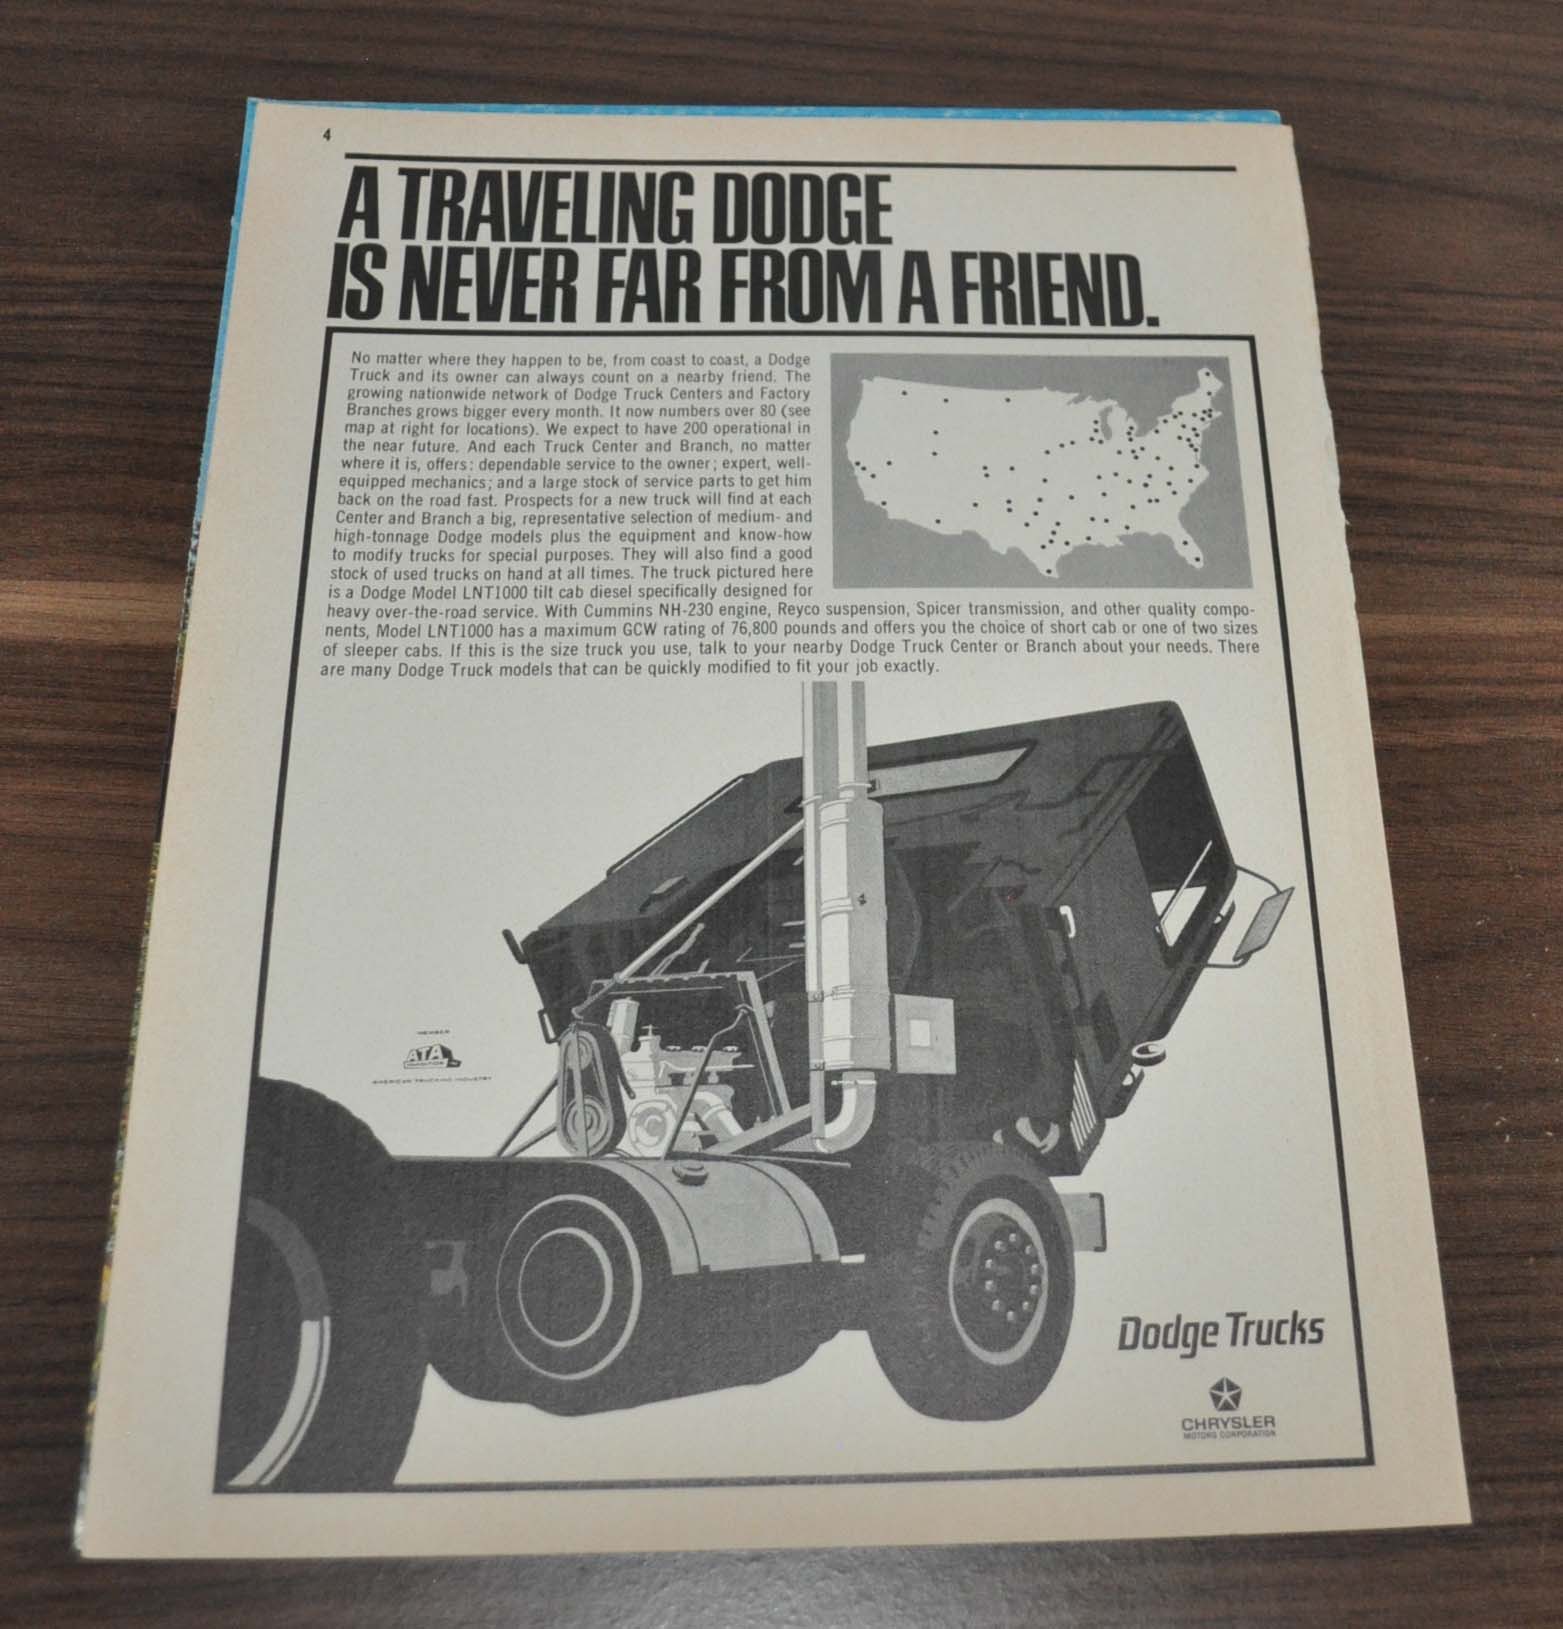 4
A TRAVELING DODGE
IS NEVER FAR FROM A FRIEND.
No matter where they happen to be, from coast to coast, a Dodge
Truck and its owner can always count on a nearby friend. The
growing nationwide network of Dodge Truck Centers and Factory
Branches grows bigger every month. It now numbers over 80 (see
map at right for locations). We expect to have 200 operational in
the near future. And each Truck Center and Branch, no matter
where it is, offers: dependable service to the owner; expert, well-
equipped mechanics; and a large stock of service parts to get him
back on the road fast. Prospects for a new truck will find at each
Center and Branch a big, representative selection of medium- and
high-tonnage Dodge models plus the equipment and know-how
to modify trucks for special purposes. They will also find a good
stock of used trucks on hand at all times. The truck pictured here
is a Dodge Model LNT1000 tilt cab diesel specifically designed for
heavy over-the-road service. With Cummins NH-230 engine, Reyco suspension, Spicer transmission, and other quality compo-
nents, Model LNT1000 has a maximum GCW rating of 76,800 pounds and offers you the choice of short cab or one of two sizes
of sleeper cabs. If this is the size truck you use, talk to your nearby Dodge Truck Center or Branch about your needs. There
are many Dodge Truck models that can be quickly modified to fit your job exactly.
MEMBER
ATA
FOUNDATION
AMERICAN TRUCKING INDUSTRY
Dodge Trucks
CHRYSLER
MOTORS CORPORATION